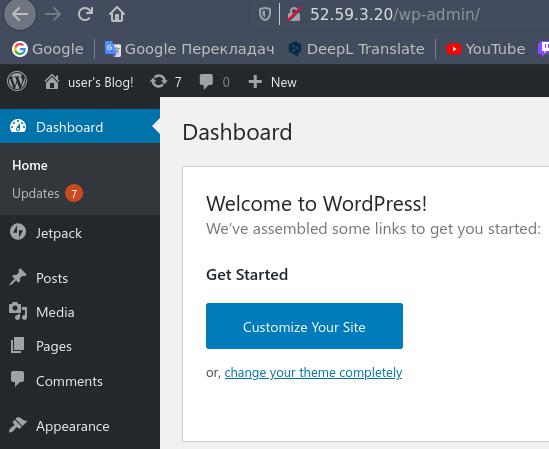 52.59.3.20/wp-admin/
Google Google Перекладач DeepL Translate YouTube
user's Blog! 7 0 New
Dashboard
Home
Updates 7
Jetpack
Posts
Media
Pages
Comments
Appearance
Dashboard
Welcome to WordPress!
We've assembled some links to get you started:
Get Started
Customize Your Site
or, change your theme completely